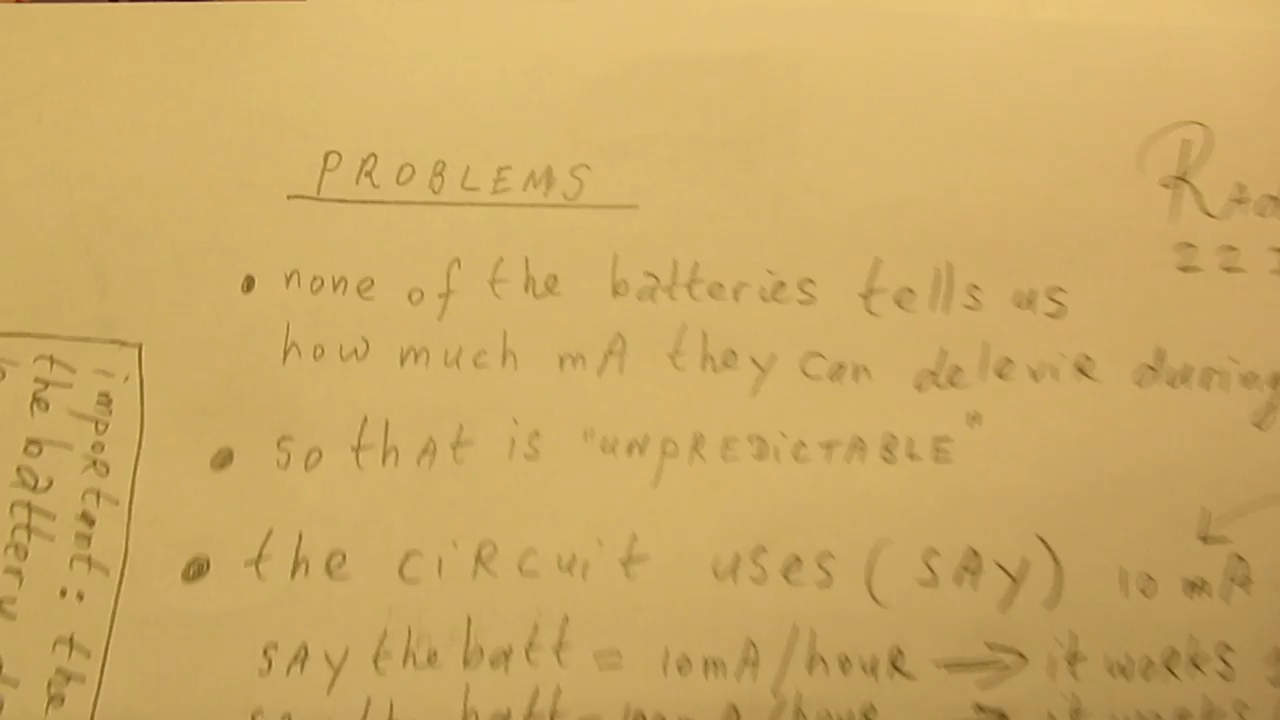 PROBLEMS
• none of the batteries tells us
how much mA they can delevie during
• so that is "UNPREDICTABLE"
• the circuit uses (SAY) 10 mA
SAY the batt = 10mA/hour → it works
important: the
the battery